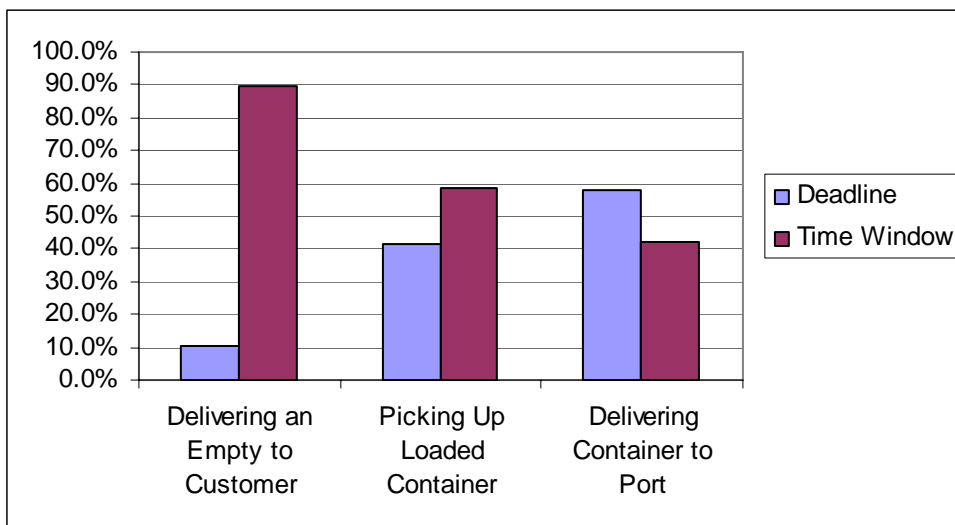 100.0%
90.0%
80.0%
70.0%
60.0%
50.0%
40.0%
30.0%
20.0%
10.0%
0.0%
Delivering an
Empty to
Customer
Picking Up
Loaded
Container
Delivering
Container to
Port
Deadline
Time Window